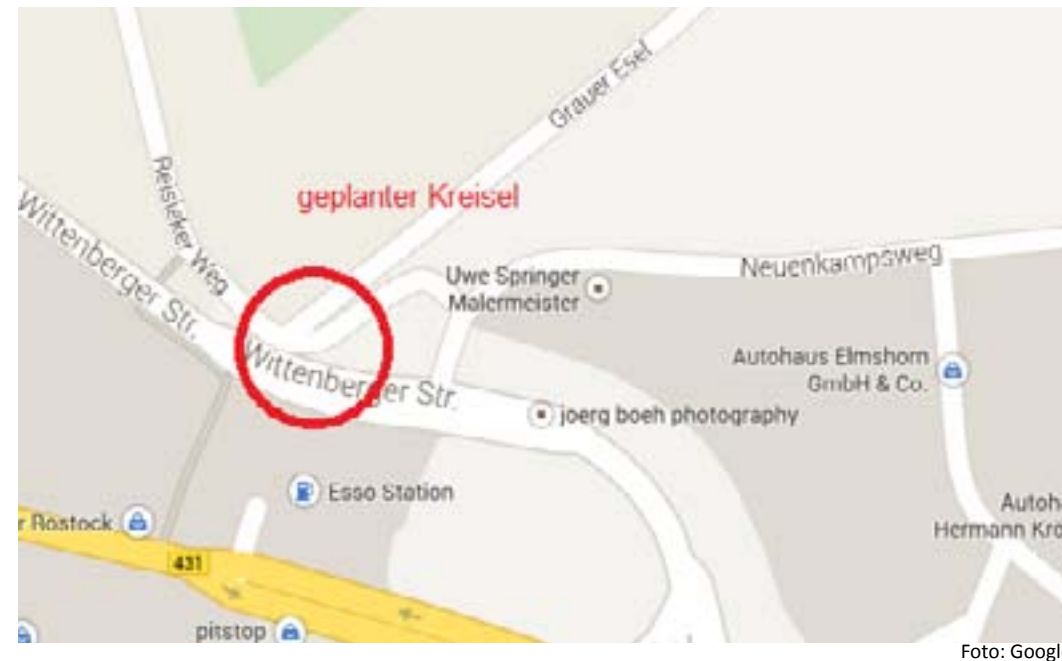 Grauer Esel
Reisieker Weg
geplanter Kreisel
Wittenberger Str.
Uwe Springer
Malermeister
Neuenkampsweg
Autohaus Elmshorn
GmbH & Co.
Wittenberger Str.
joerg boeh photography
Esso Station
r Rostock
Autoh
Hermann Kro
431
pitstop
Foto: Googl